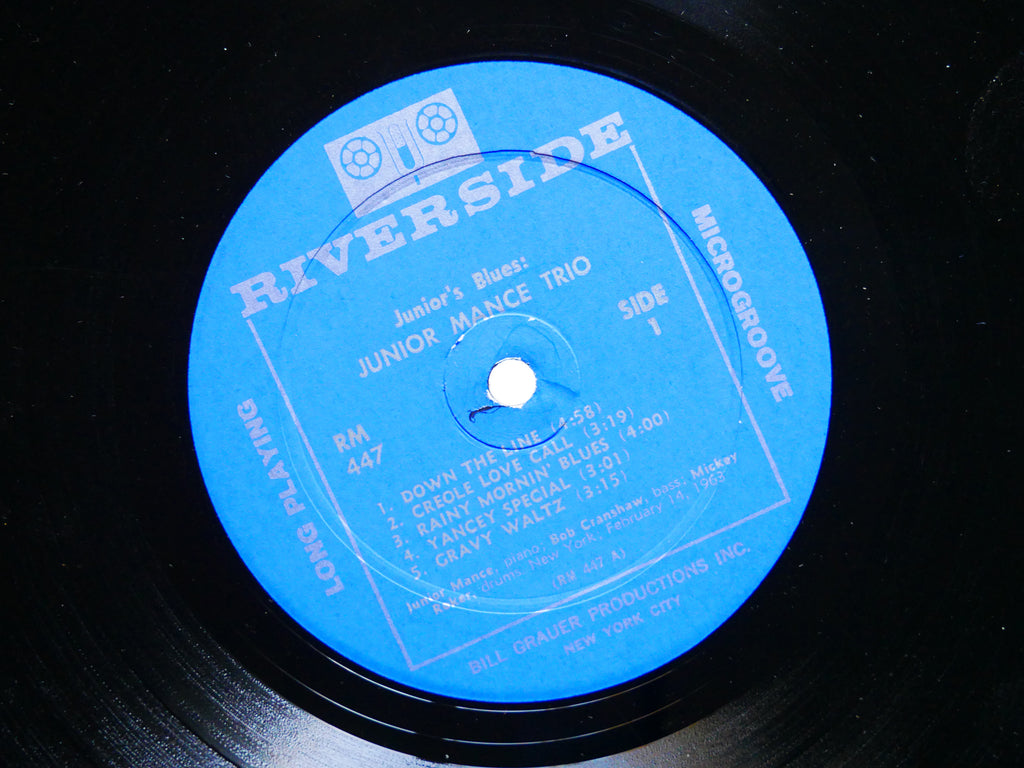 RIVERSIDE
Junior's Blues:
JUNIOR MANCE TRIO
SIDE
1
MICROGROOVE
LONG PLAYING
RM
447
1. DOWN THE LINE (4:58)
2. CREOLE LOVE CALL (3:19)
3. RAINY MORNIN' BLUES (4:00)
4. YANCEY SPECIAL (3:01)
5. GRAVY WALTZ (3:15)
Junior Mance, piano, Bob Cranshaw, bass, Mickey
Roker, drums. New York, February 14, 1963
(RM 447 A)
BILL GRAUER PRODUCTIONS INC.
NEW YORK CITY